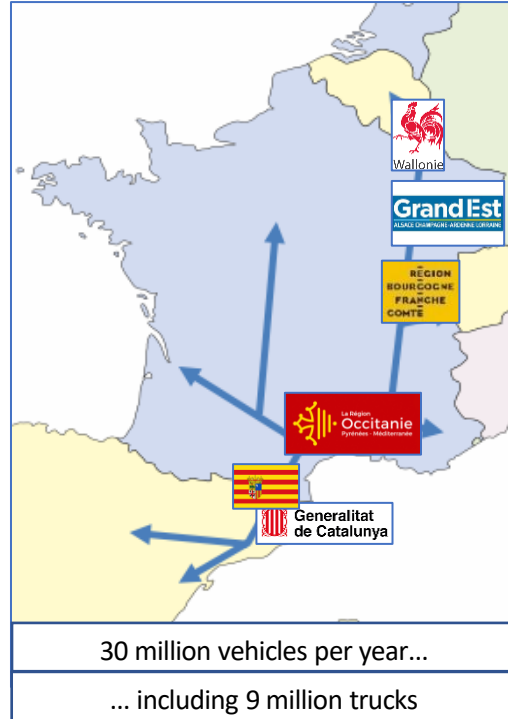 Wallonie
Grand Est
ALSACE CHAMPAGNE-ARDENNE LORRAINE
RÉGION
BOURGOGNE
FRANCHE
COMTÉ
La Région
Occitanie
Pyrénées - Méditerranée
Generalitat
de Catalunya
30 million vehicles per year...
... including 9 million trucks